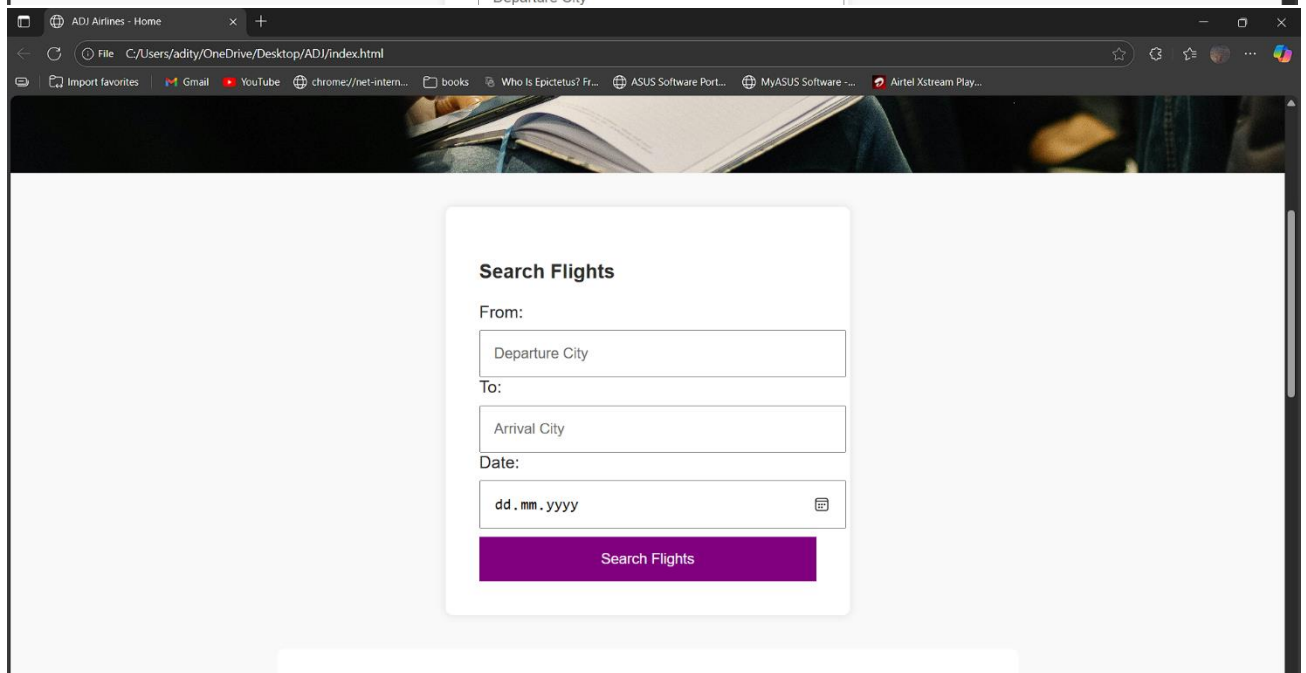 Departure City
ADJ Airlines - Home
File C:/Users/adity/OneDrive/Desktop/ADJ/index.html
Import favorites Gmail YouTube chrome://net-intern... books Who Is Epictetus? Fr... ASUS Software Port... MyASUS Software -... Airtel Xstream Play...
Search Flights
From:
Departure City
To:
Arrival City
Date:
dd.mm.yyyy
Search Flights